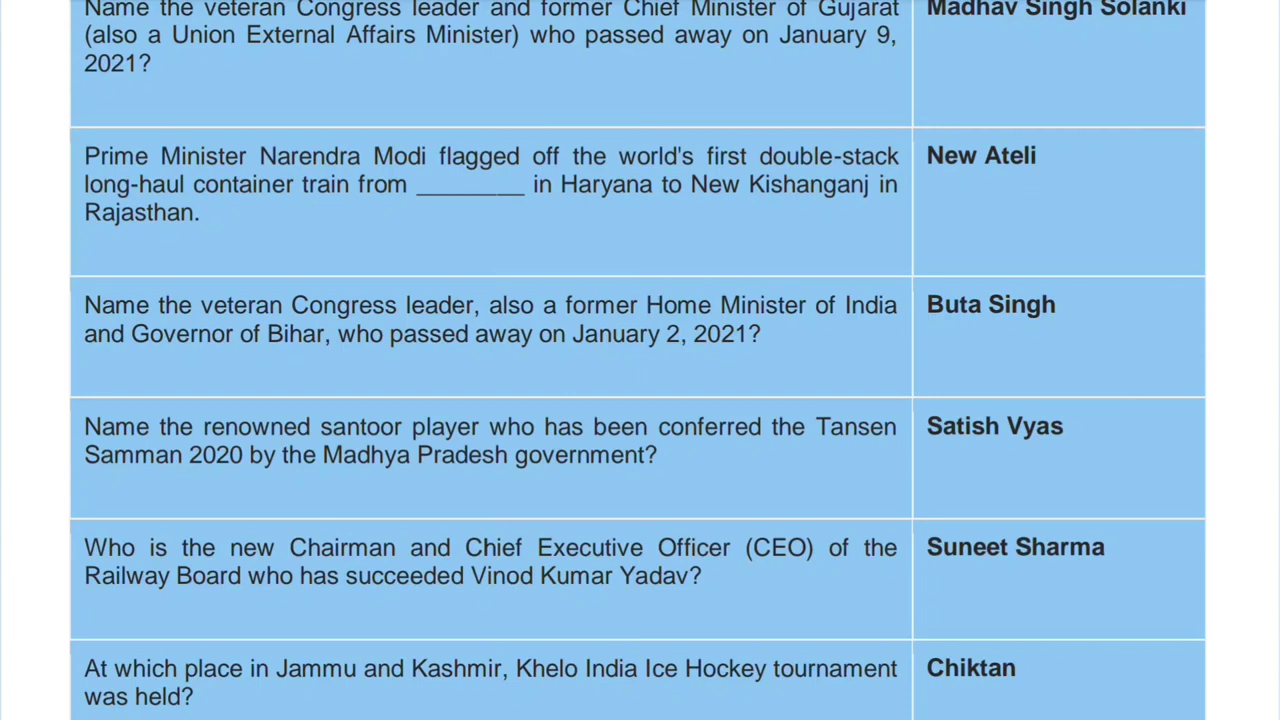 Name the veteran Congress leader and former Chief Minister of Gujarat
(also a Union External Affairs Minister) who passed away on January 9,
2021?
Madhav Singh Solanki
Prime Minister Narendra Modi flagged off the world's first double-stack
long-haul container train from ________ in Haryana to New Kishanganj in
Rajasthan.
New Ateli
Name the veteran Congress leader, also a former Home Minister of India
and Governor of Bihar, who passed away on January 2, 2021?
Buta Singh
Name the renowned santoor player who has been conferred the Tansen
Samman 2020 by the Madhya Pradesh government?
Satish Vyas
Who is the new Chairman and Chief Executive Officer (CEO) of the
Railway Board who has succeeded Vinod Kumar Yadav?
Suneet Sharma
At which place in Jammu and Kashmir, Khelo India Ice Hockey tournament
was held?
Chiktan